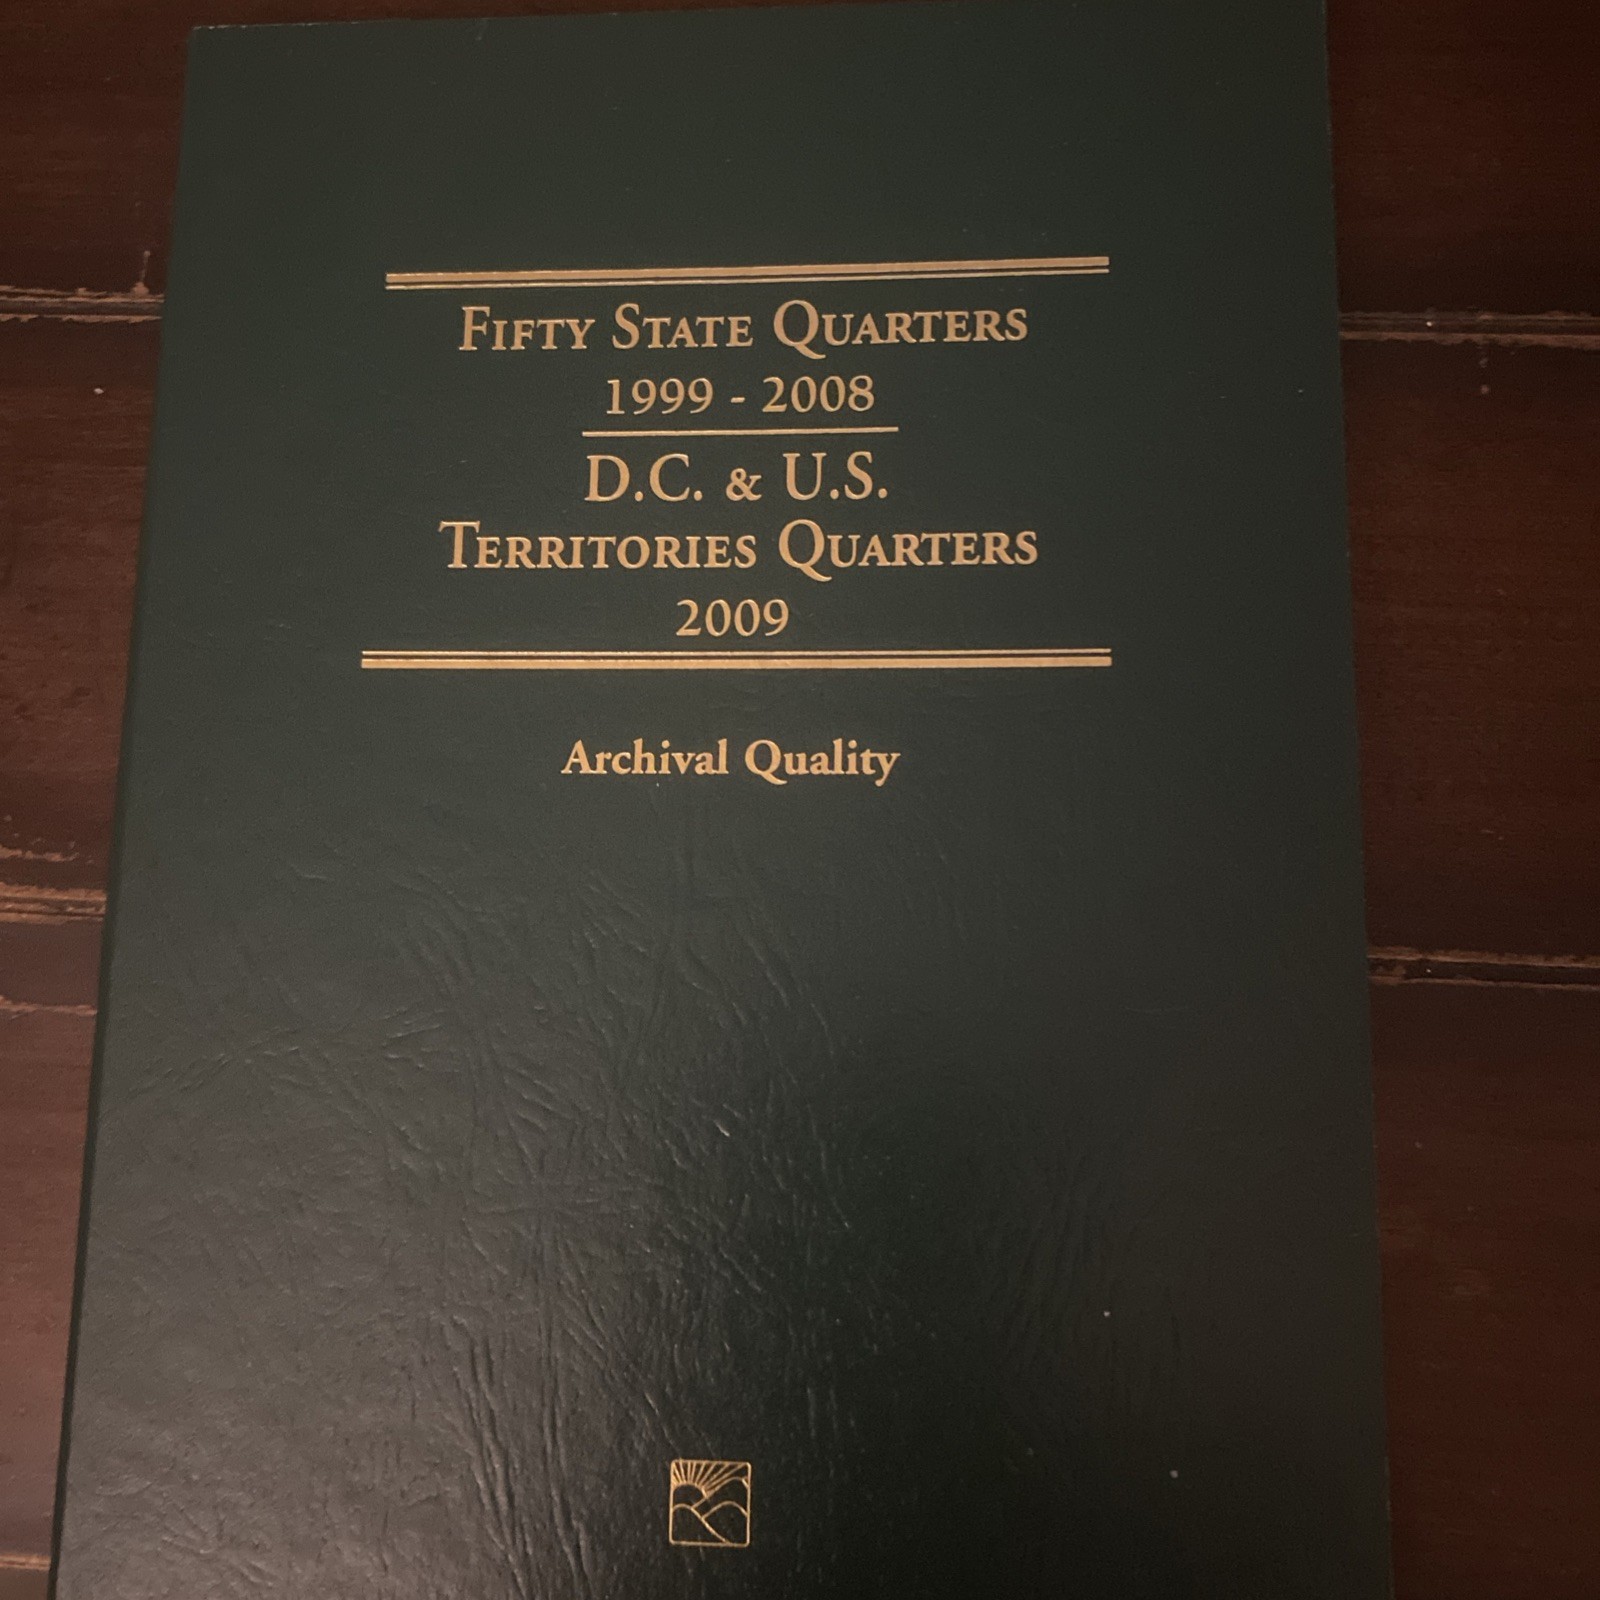 Fifty State Quarters
1999 - 2008
D.C. & U.S.
Territories Quarters
2009
Archival Quality